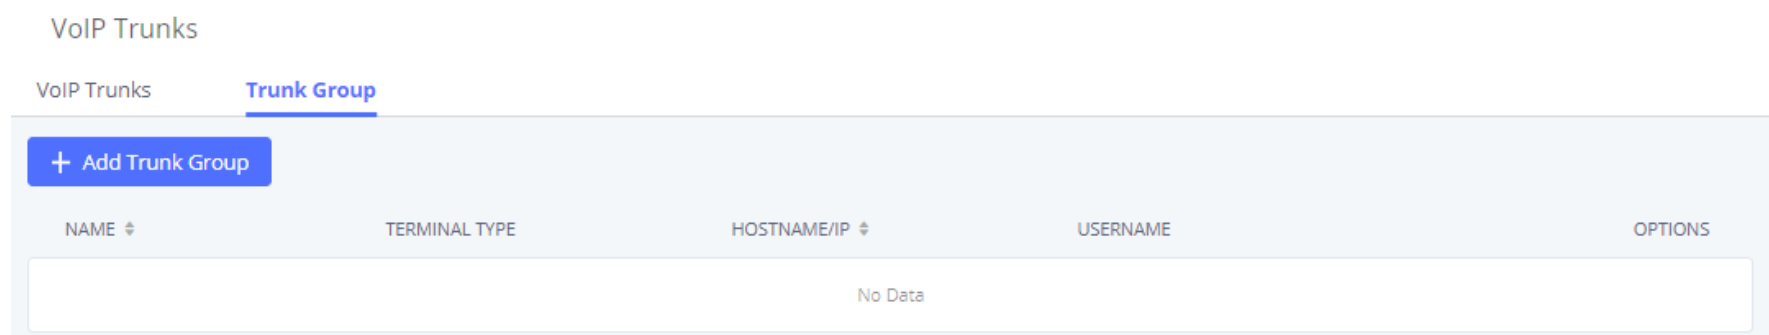 VoIP Trunks
VoIP Trunks Trunk Group
+ Add Trunk Group
NAME TERMINAL TYPE HOSTNAME/IP USERNAME OPTIONS
No Data